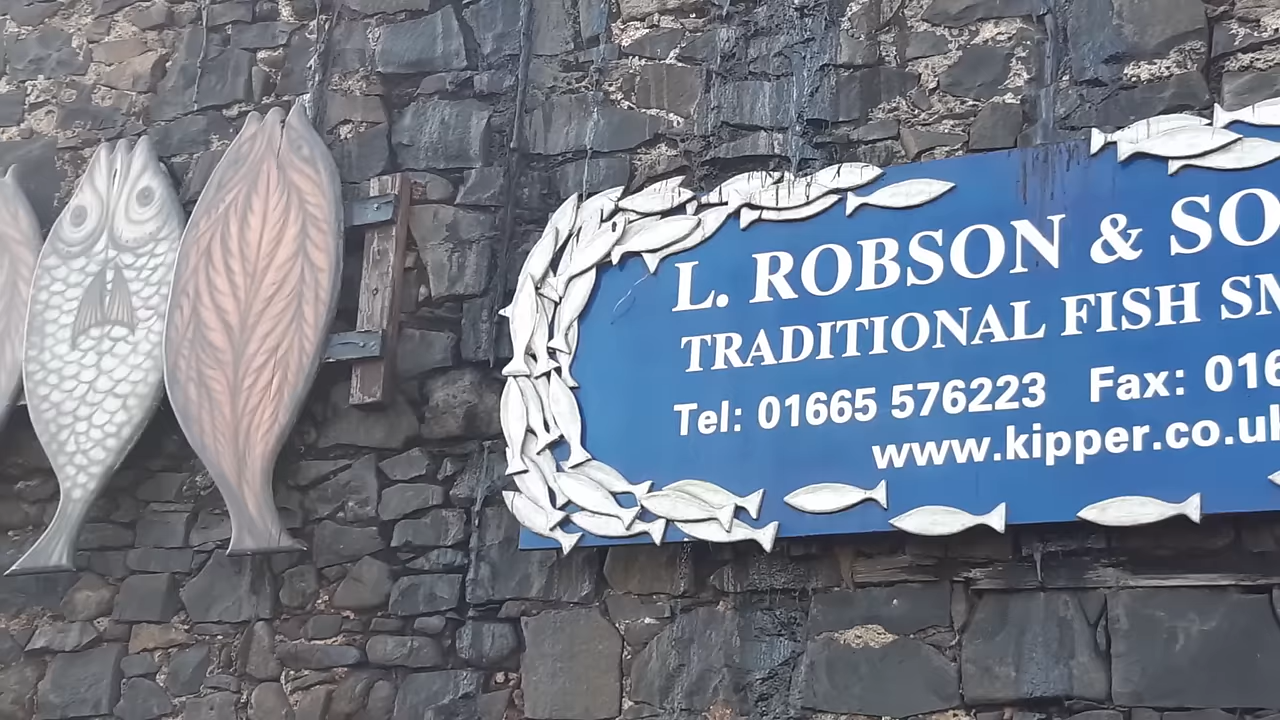 L. ROBSON & SO
TRADITIONAL FISH SM
Tel: 01665 576223 Fax: 016
www.kipper.co.uk